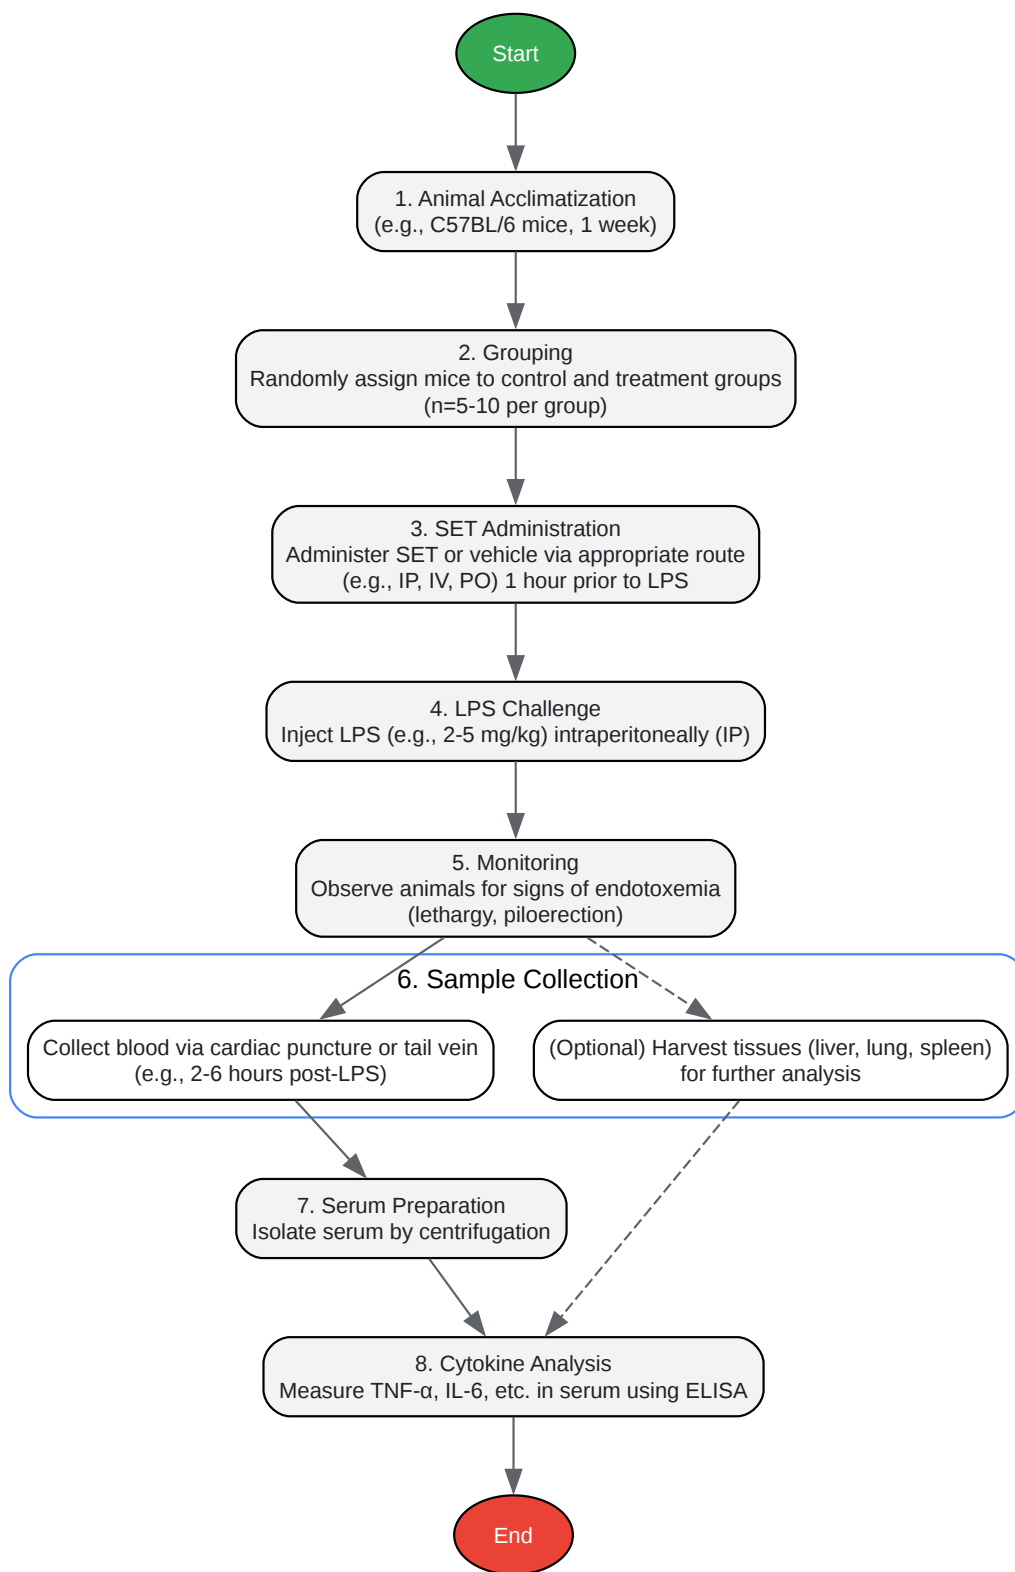 Start
1. Animal Acclimatization
(e.g., C57BL/6 mice, 1 week)
2. Grouping
Randomly assign mice to control and treatment groups
(n=5-10 per group)
3. SET Administration
Administer SET or vehicle via appropriate route
(e.g., IP, IV, PO) 1 hour prior to LPS
4. LPS Challenge
Inject LPS (e.g., 2-5 mg/kg) intraperitoneally (IP)
5. Monitoring
Observe animals for signs of endotoxemia
(lethargy, piloerection)
6. Sample Collection
Collect blood via cardiac puncture or tail vein
(e.g., 2-6 hours post-LPS)
(Optional) Harvest tissues (liver, lung, spleen)
for further analysis
7. Serum Preparation
Isolate serum by centrifugation
8. Cytokine Analysis
Measure TNF-α, IL-6, etc. in serum using ELISA
End